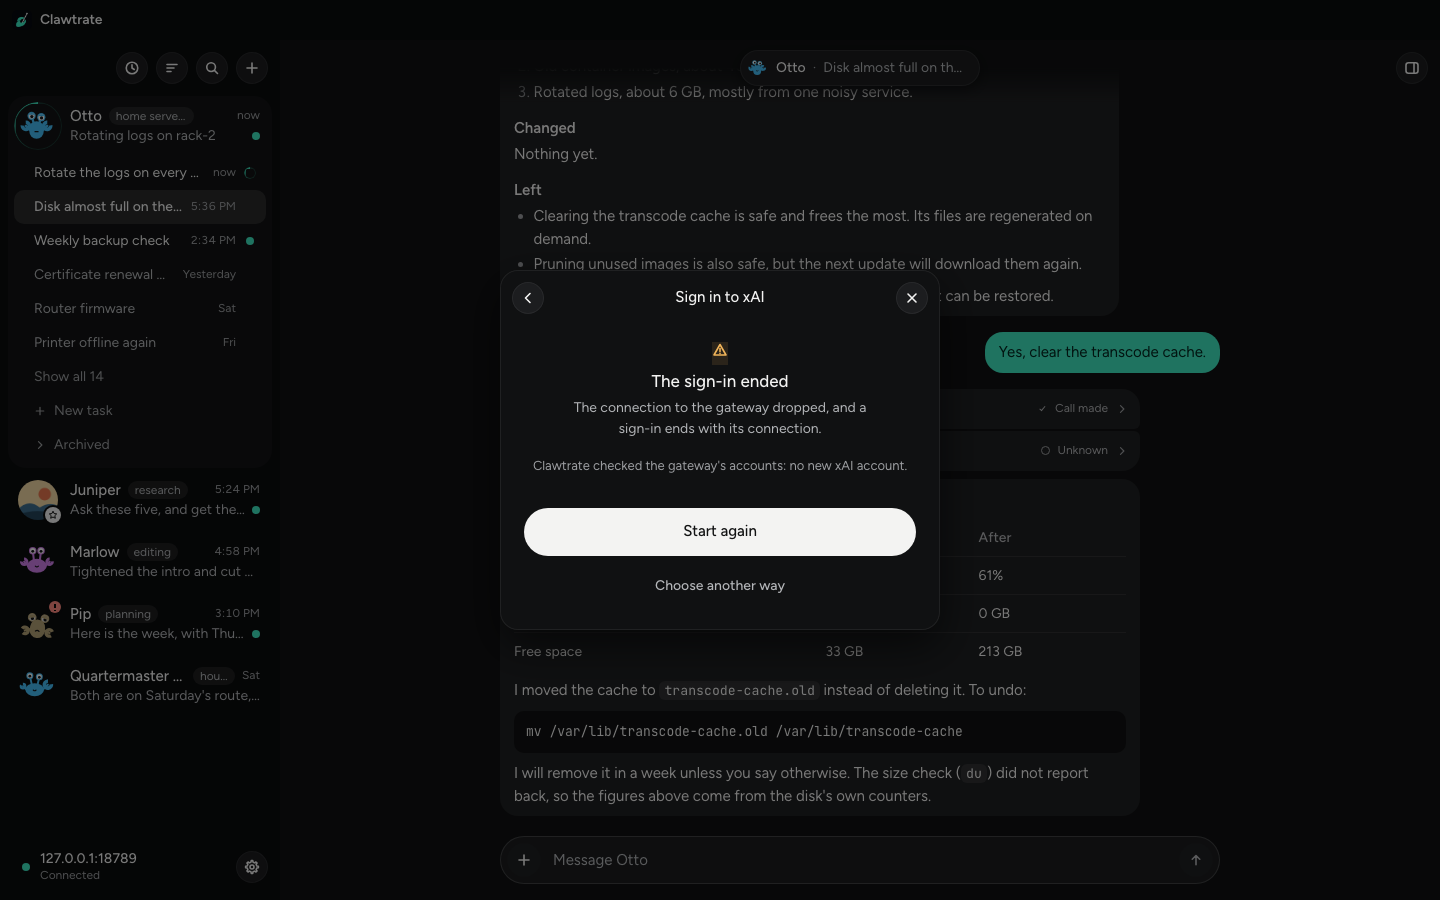 Clawtrate
Otto · Disk almost full on th...
Otto home serve... now
Rotating logs on rack-2
Rotate the logs on every ... now
Disk almost full on the... 5:36 PM
Weekly backup check 2:34 PM
Certificate renewal ... Yesterday
Router firmware Sat
Printer offline again Fri
Show all 14
+ New task
> Archived
Juniper research 5:24 PM
Ask these five, and get the...
Marlow editing 4:58 PM
Tightened the intro and cut ...
Pip planning 3:10 PM
Here is the week, with Thu...
Quartermaster ... hou... Sat
Both are on Saturday's route,...
127.0.0.1:18789
Connected
3. Rotated logs, about 6 GB, mostly from one noisy service.
Changed
Nothing yet.
Left
• Clearing the transcode cache is safe and frees the most. Its files are regenerated on
demand.
• Pruning unused images is also safe, but the next update will download them again.
can be restored.
Yes, clear the transcode cache.
Call made
Unknown
Sign in to xAI
The sign-in ended
The connection to the gateway dropped, and a
sign-in ends with its connection.
Clawtrate checked the gateway's accounts: no new xAI account.
Start again
Choose another way
After
61%
0 GB
Free space 33 GB 213 GB
I moved the cache to transcode-cache.old instead of deleting it. To undo:
mv /var/lib/transcode-cache.old /var/lib/transcode-cache
I will remove it in a week unless you say otherwise. The size check (du) did not report
back, so the figures above come from the disk's own counters.
Message Otto